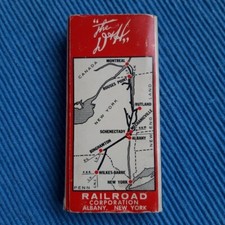 "The
D&H"
CANADA
MONTREAL
ROUSES POINT
NEW YORK
RUTLAND
SCHENECTADY
ALBANY
BINGHAMTON
WILKES-BARRE
NEW YORK
PENN
RAILROAD
CORPORATION
ALBANY, NEW YORK